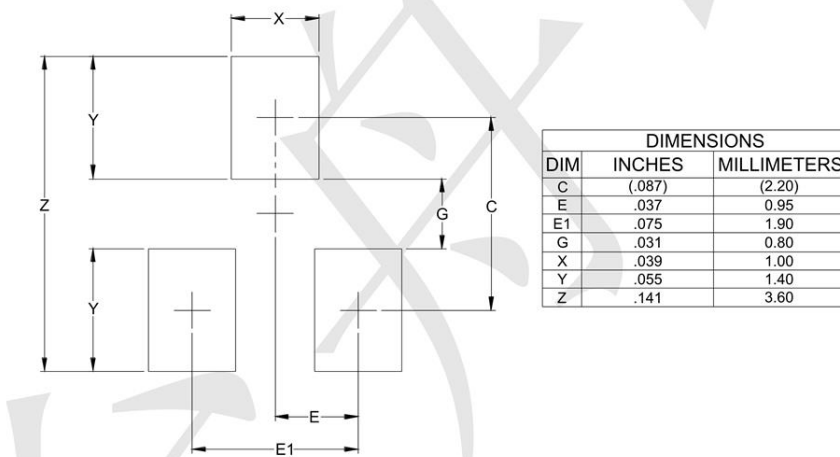 X
Y
Z
G
C
Y
E
E1
DIMENSIONS
DIM INCHES MILLIMETERS
C (.087) (2.20)
E .037 0.95
E1 .075 1.90
G .031 0.80
X .039 1.00
Y .055 1.40
Z .141 3.60